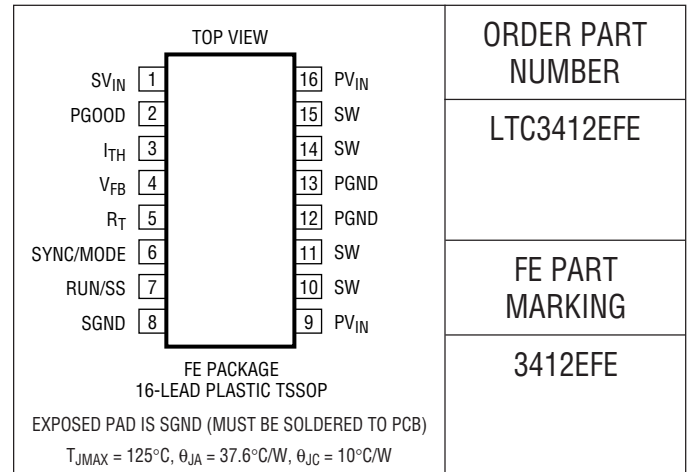 TOP VIEW
SVIN 1 16 PVIN
PGOOD 2 15 SW
ITH 3 14 SW
VFB 4 13 PGND
RT 5 12 PGND
SYNC/MODE 6 11 SW
RUN/SS 7 10 SW
SGND 8 9 PVIN
FE PACKAGE
16-LEAD PLASTIC TSSOP
EXPOSED PAD IS SGND (MUST BE SOLDERED TO PCB)
TJMAX = 125°C, θJA = 37.6°C/W, θJC = 10°C/W
ORDER PART
NUMBER
LTC3412EFE
FE PART
MARKING
3412EFE